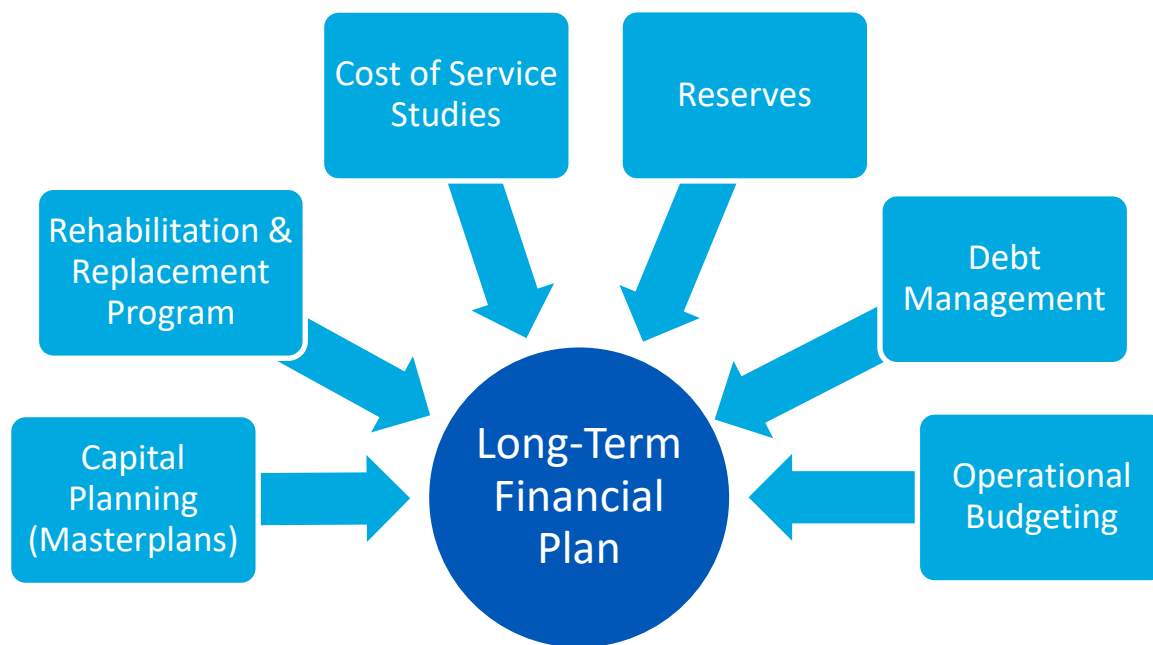 Cost of Service
Studies
Reserves
Rehabilitation &
Replacement
Program
Debt
Management
Capital
Planning
(Masterplans)
Long-Term
Financial
Plan
Operational
Budgeting